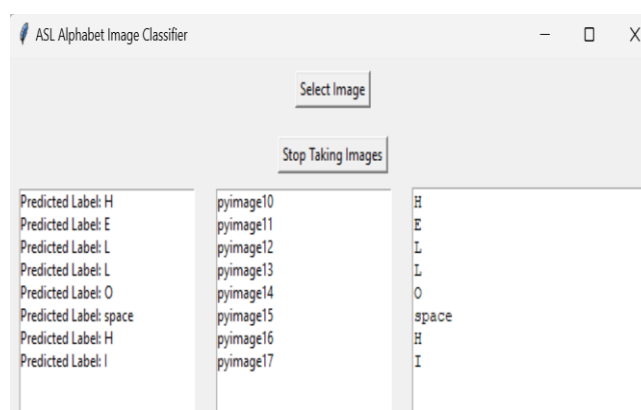 ASL Alphabet Image Classifier
Select Image
Stop Taking Images
Predicted Label: H
Predicted Label: E
Predicted Label: L
Predicted Label: L
Predicted Label: O
Predicted Label: space
Predicted Label: H
Predicted Label: I
pyimage10
pyimage11
pyimage12
pyimage13
pyimage14
pyimage15
pyimage16
pyimage17
H
E
L
L
O
space
H
I